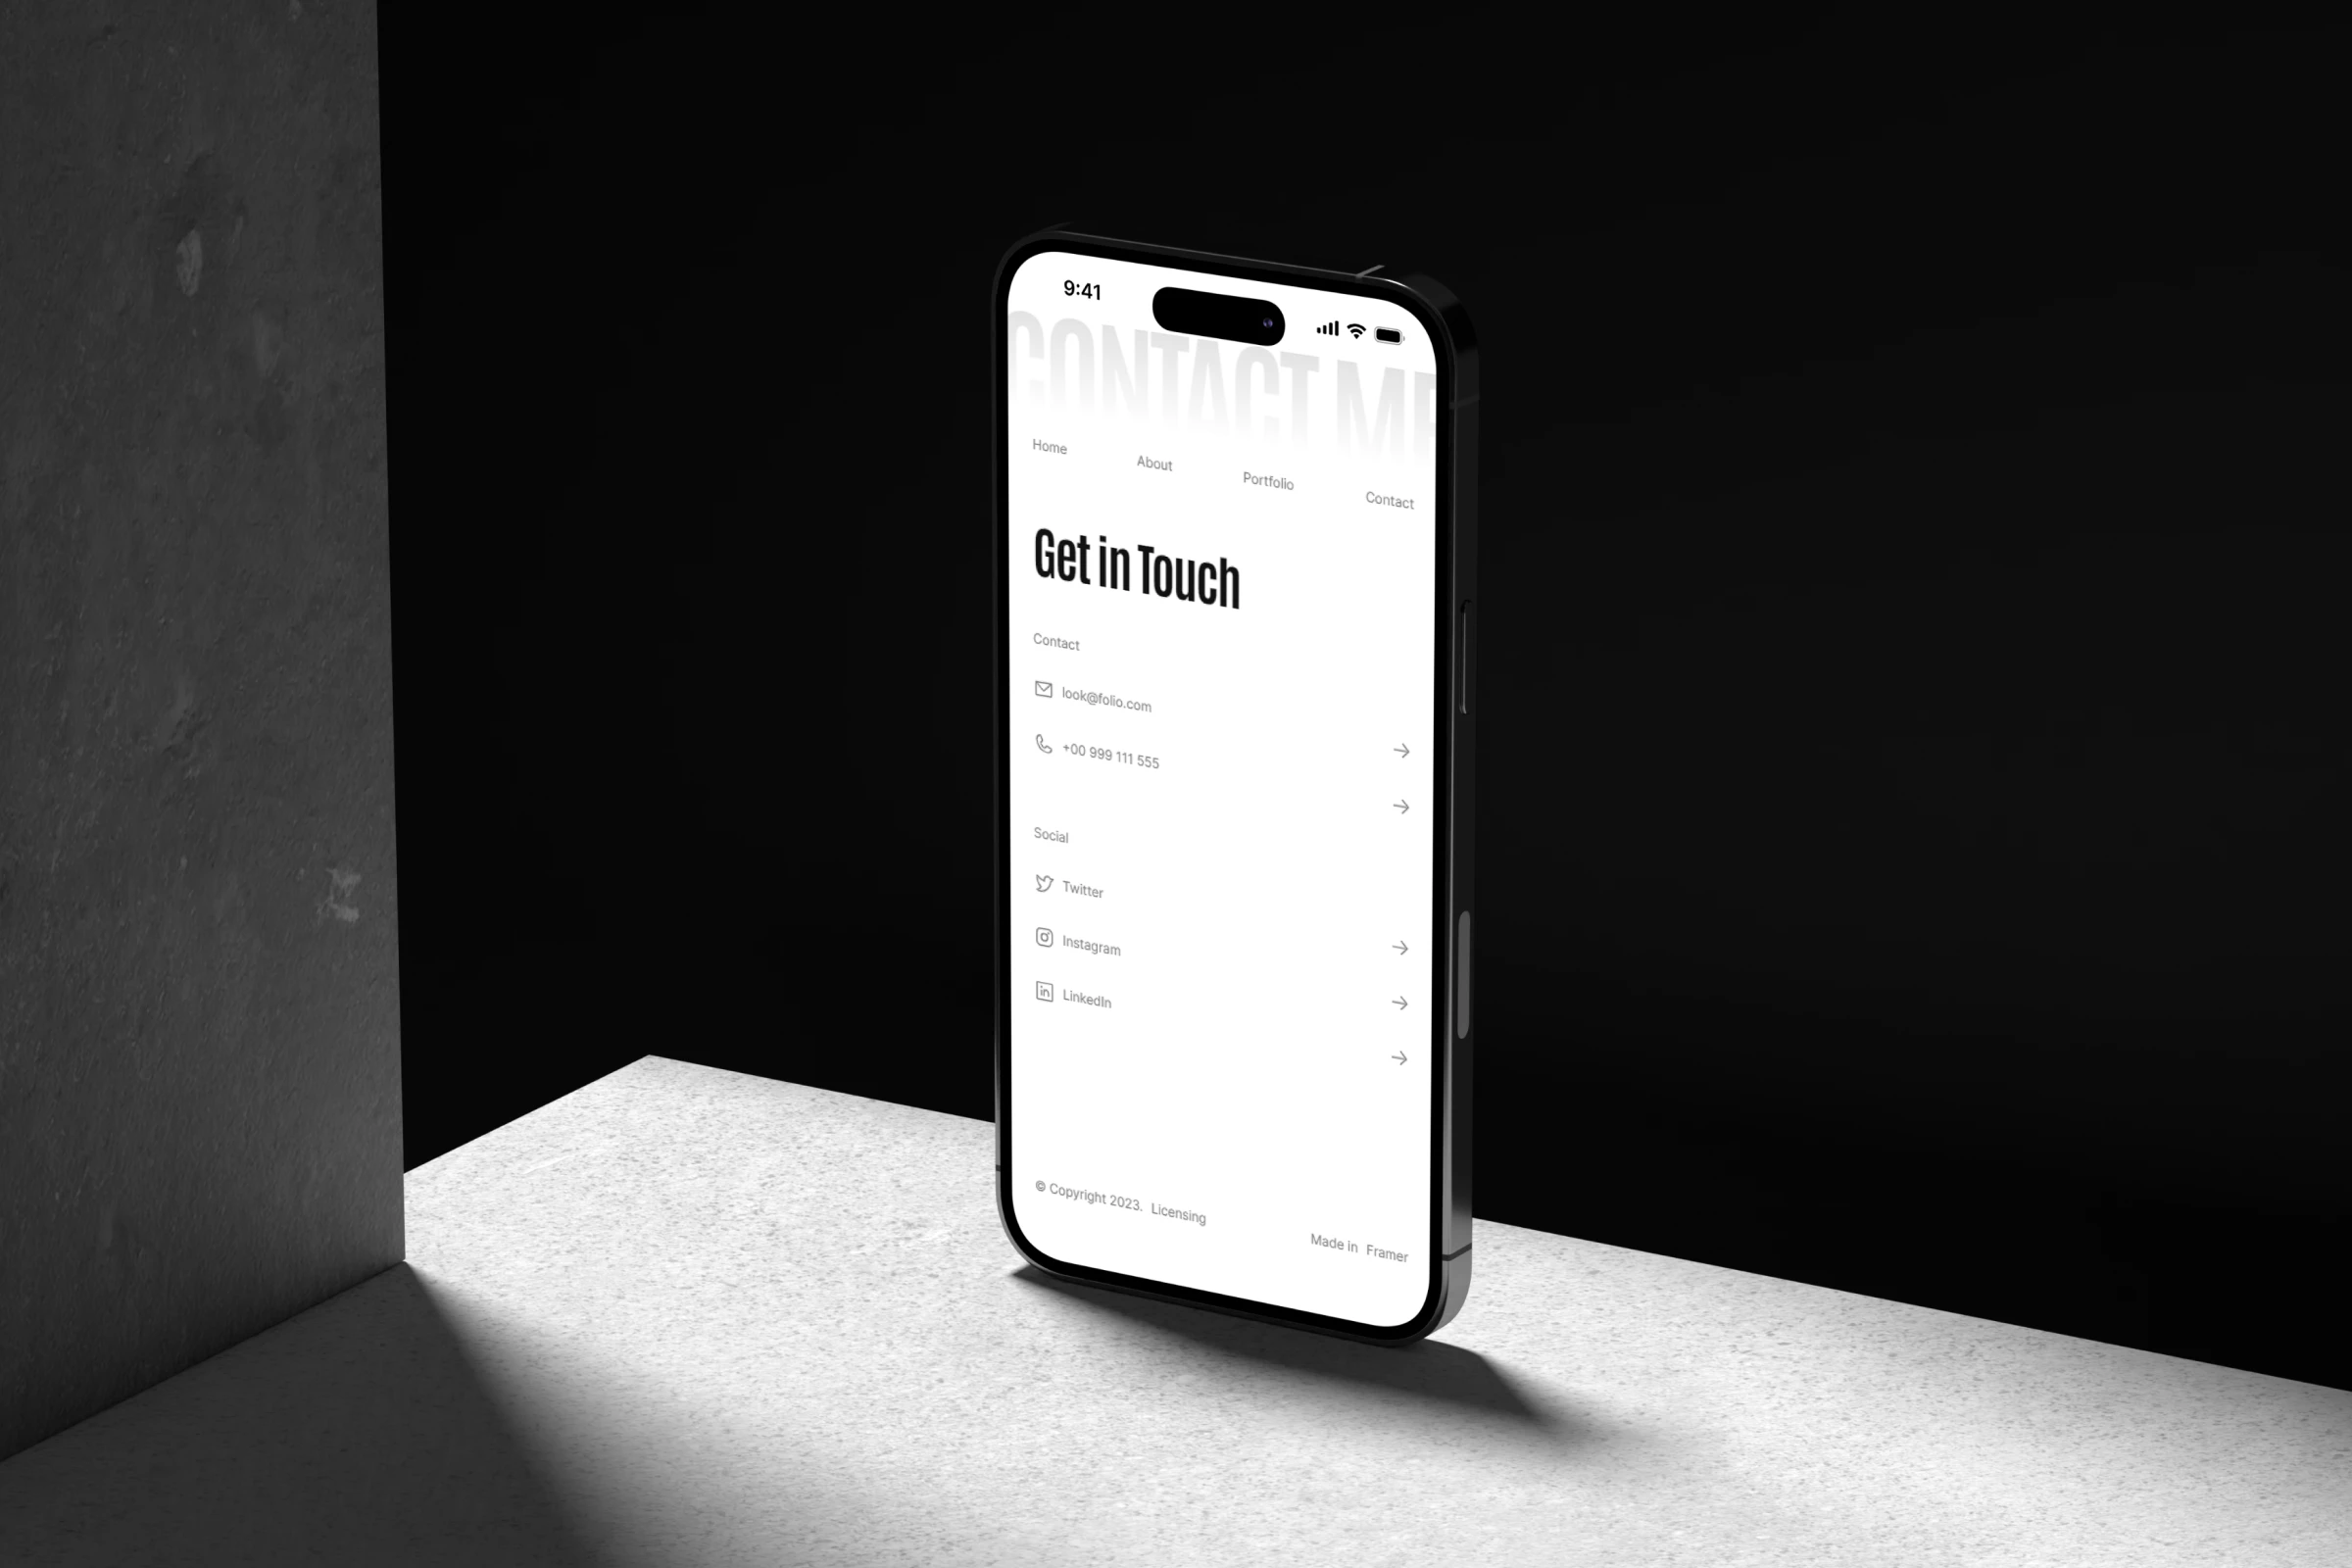 9:41
CONTACT ME
Home About Portfolio Contact
Get in Touch
Contact
look@folio.com
+00 999 111 555
Social
Twitter
Instagram
LinkedIn
© Copyright 2023. Licensing
Made in Framer